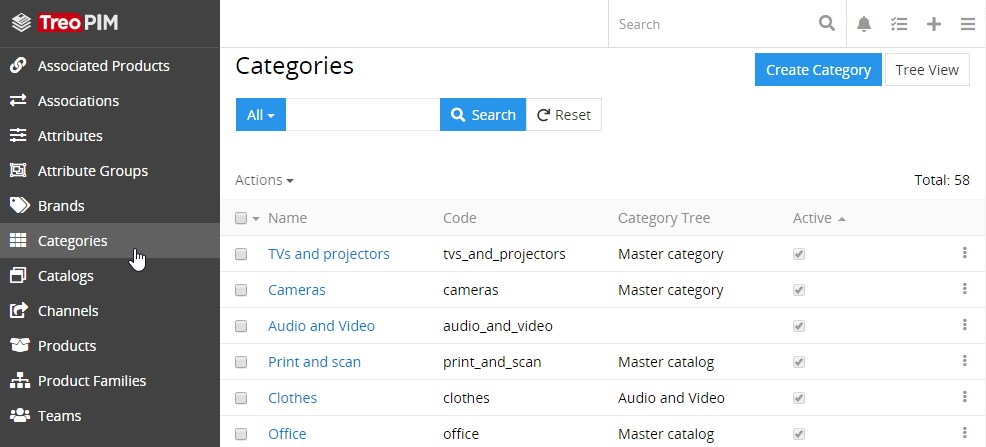 TreoPIM
Search
Associated Products
Associations
Attributes
Attribute Groups
Brands
Categories
Catalogs
Channels
Products
Product Families
Teams
Categories
Create Category
Tree View
All
Search
Reset
Actions
Total: 58
Name Code Category Tree Active
TVs and projectors tvs_and_projectors Master category
Cameras cameras Master category
Audio and Video audio_and_video
Print and scan print_and_scan Master catalog
Clothes clothes Audio and Video
Office office Master catalog